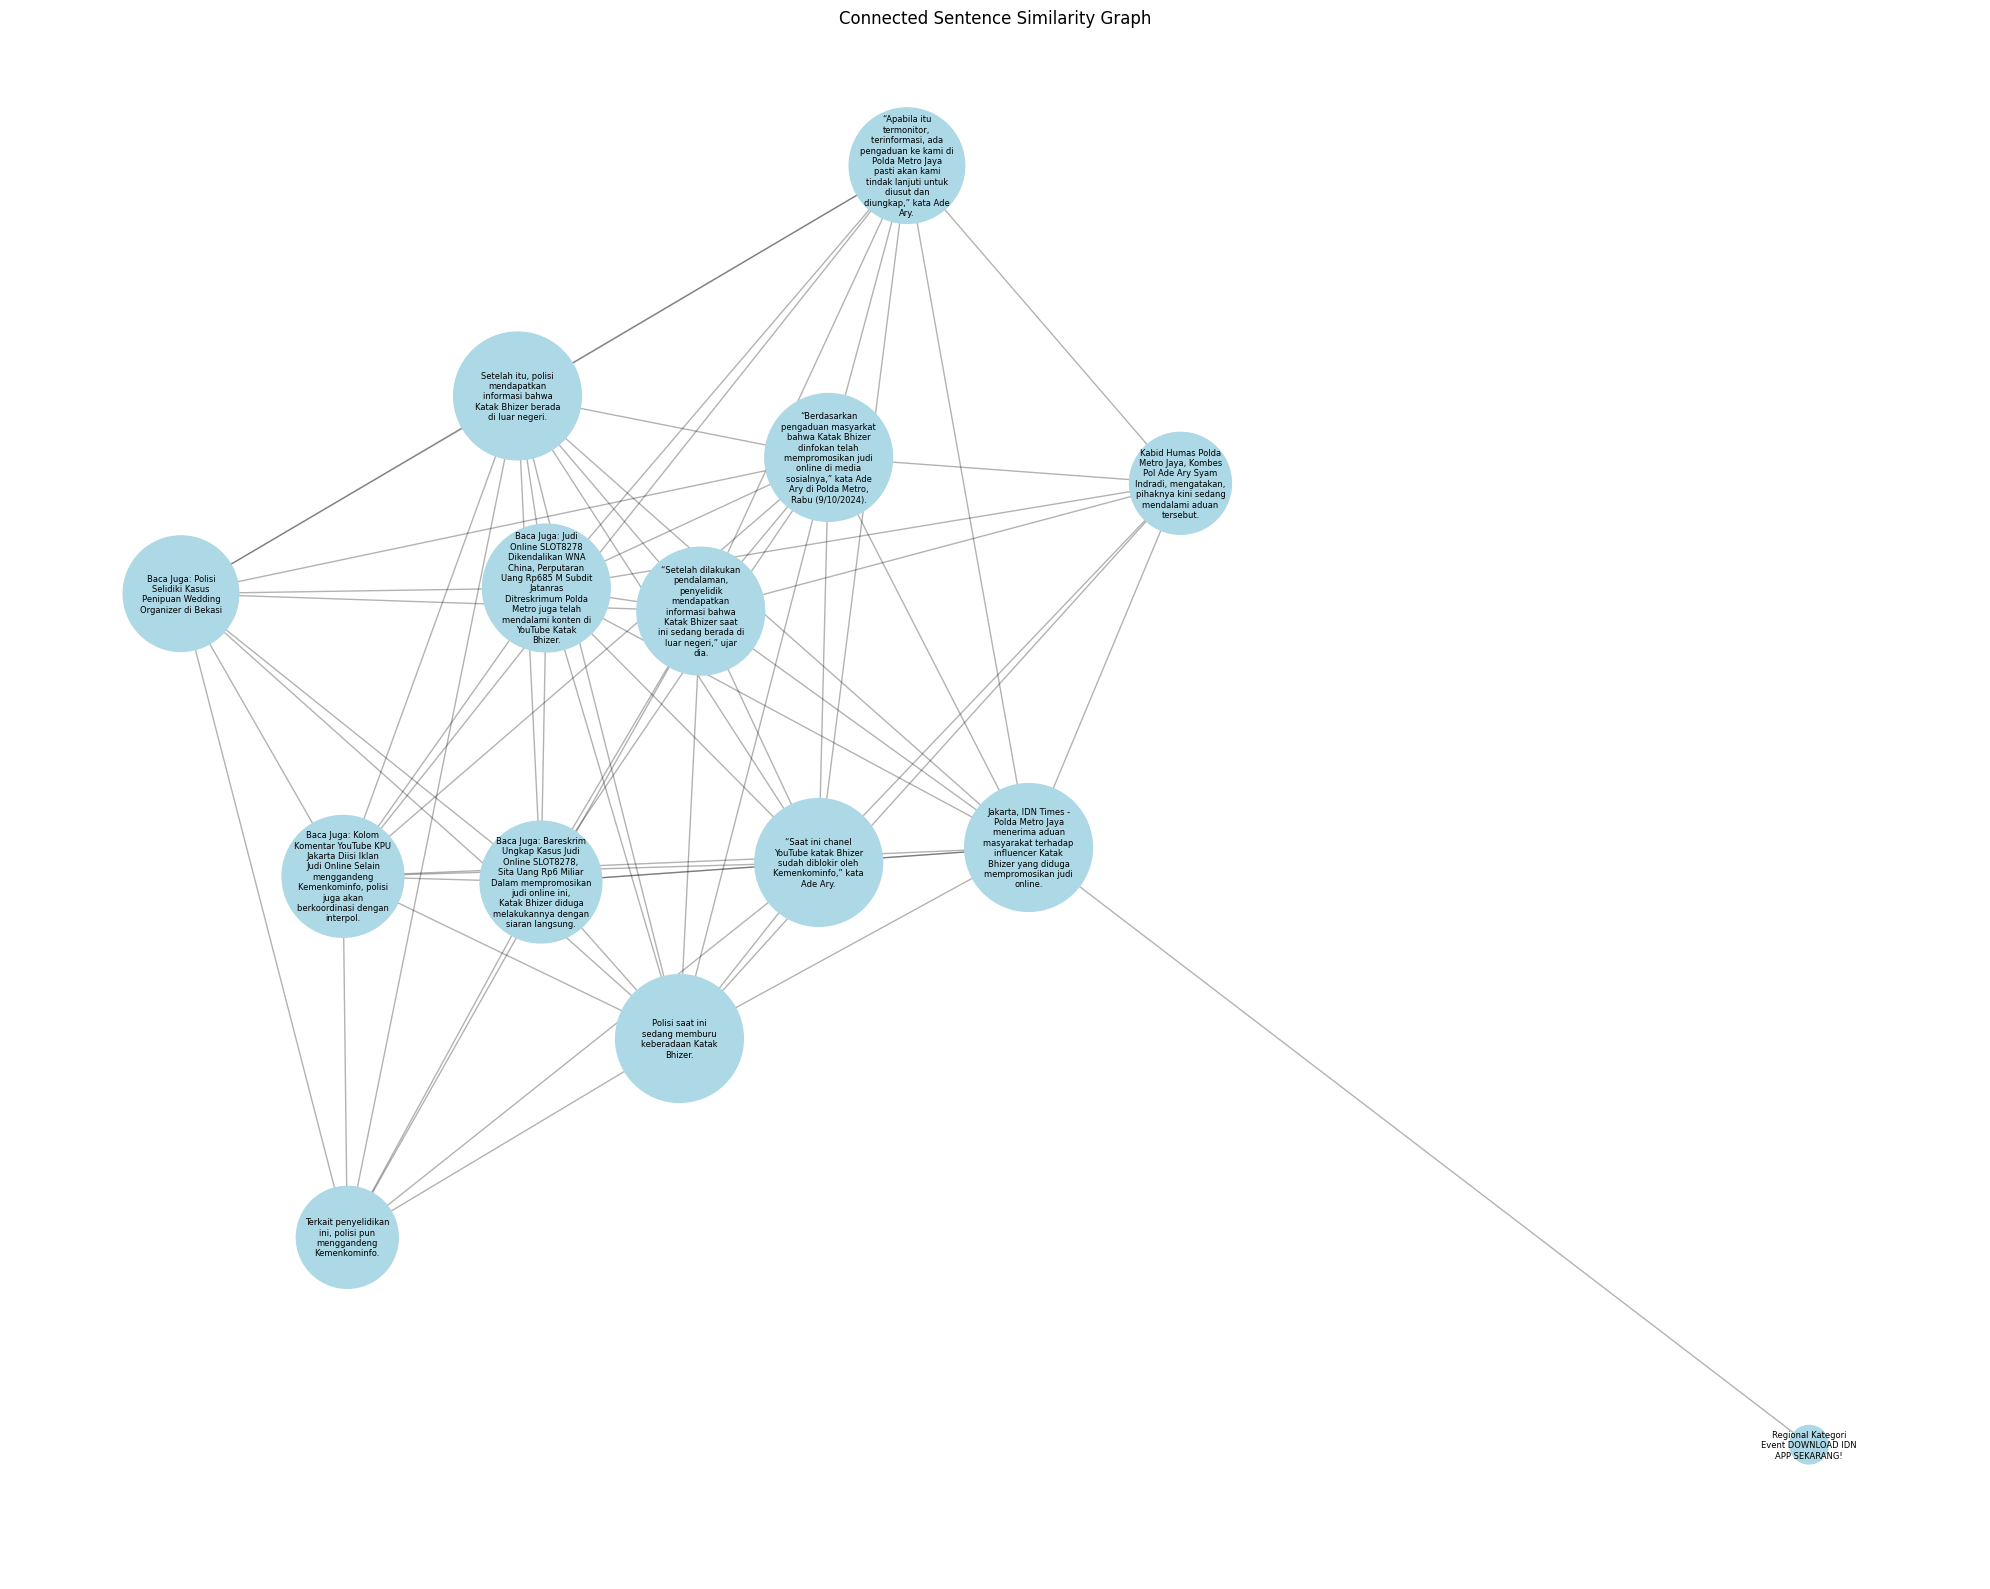 Connected Sentence Similarity Graph
“Apabila itu
termonitor,
terinformasi, ada
pengaduan ke kami di
Polda Metro Jaya
pasti akan kami
tindak lanjuti untuk
diusut dan
diungkap,” kata Ade
Ary.
Setelah itu, polisi
mendapatkan
informasi bahwa
Katak Bhizer berada
di luar negeri.
“Berdasarkan
pengaduan masyarkat
bahwa Katak Bhizer
dinfokan telah
mempromosikan judi
online di media
sosialnya,” kata Ade
Ary di Polda Metro,
Rabu (9/10/2024).
Kabid Humas Polda
Metro Jaya, Kombes
Pol Ade Ary Syam
Indradi, mengatakan,
pihaknya kini sedang
mendalami aduan
tersebut.
Baca Juga: Polisi
Selidiki Kasus
Penipuan Wedding
Organizer di Bekasi
Baca Juga: Judi
Online SLOT8278
Dikendalikan WNA
China, Perputaran
Uang Rp685 M Subdit
Jatanras
Ditreskrimum Polda
Metro juga telah
mendalami konten di
YouTube Katak
Bhizer.
“Setelah dilakukan
pendalaman,
penyelidik
mendapatkan
informasi bahwa
Katak Bhizer saat
ini sedang berada di
luar negeri,” ujar
dia.
Baca Juga: Kolom
Komentar YouTube KPU
Jakarta Diisi Iklan
Judi Online Selain
menggandeng
Kemenkominfo, polisi
juga akan
berkoordinasi dengan
interpol.
Baca Juga: Bareskrim
Ungkap Kasus Judi
Online SLOT8278,
Sita Uang Rp6 Miliar
Dalam mempromosikan
judi online ini,
Katak Bhizer diduga
melakukannya dengan
siaran langsung.
“Saat ini chanel
YouTube katak Bhizer
sudah diblokir oleh
Kemenkominfo,” kata
Ade Ary.
Jakarta, IDN Times -
Polda Metro Jaya
menerima aduan
masyarakat terhadap
influencer Katak
Bhizer yang diduga
mempromosikan judi
online.
Polisi saat ini
sedang memburu
keberadaan Katak
Bhizer.
Terkait penyelidikan
ini, polisi pun
menggandeng
Kemenkominfo.
Regional Kategori
Event DOWNLOAD IDN
APP SEKARANG!